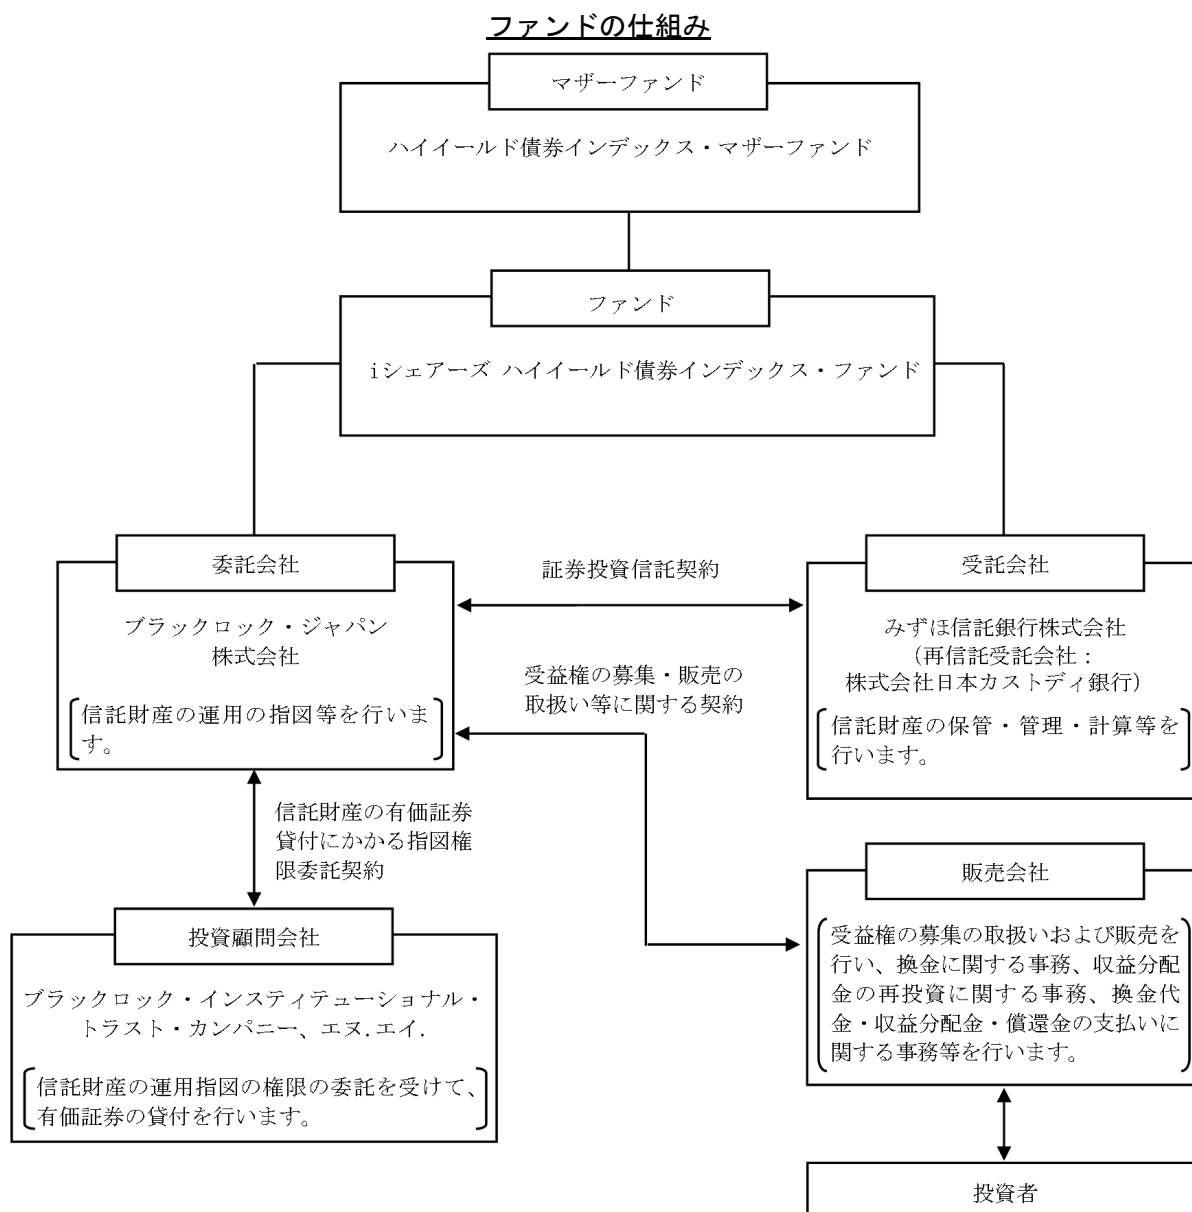 ファンドの仕組み
マザーファンド
ハイイールド債券インデックス・マザーファンド
ファンド
iシェアーズ ハイイールド債券インデックス・ファンド
委託会社
ブラックロック・ジャパン
株式会社
信託財産の運用の指図等を行いま
す。
証券投資信託契約
受益権の募集・販売の
取扱い等に関する契約
受託会社
みずほ信託銀行株式会社
(再信託受託会社:
株式会社日本カストディ銀行)
信託財産の保管・管理・計算等を
行います。
信託財産の有価証券
貸付にかかる指図権
限委託契約
投資顧問会社
ブラックロック・インスティテューショナル・
トラスト・カンパニー、エヌ.エイ.
信託財産の運用指図の権限の委託を受けて、
有価証券の貸付を行います。
販売会社
受益権の募集の取扱いおよび販売を
行い、換金に関する事務、収益分配
金の再投資に関する事務、換金代
金・収益分配金・償還金の支払いに
関する事務等を行います。
投資者